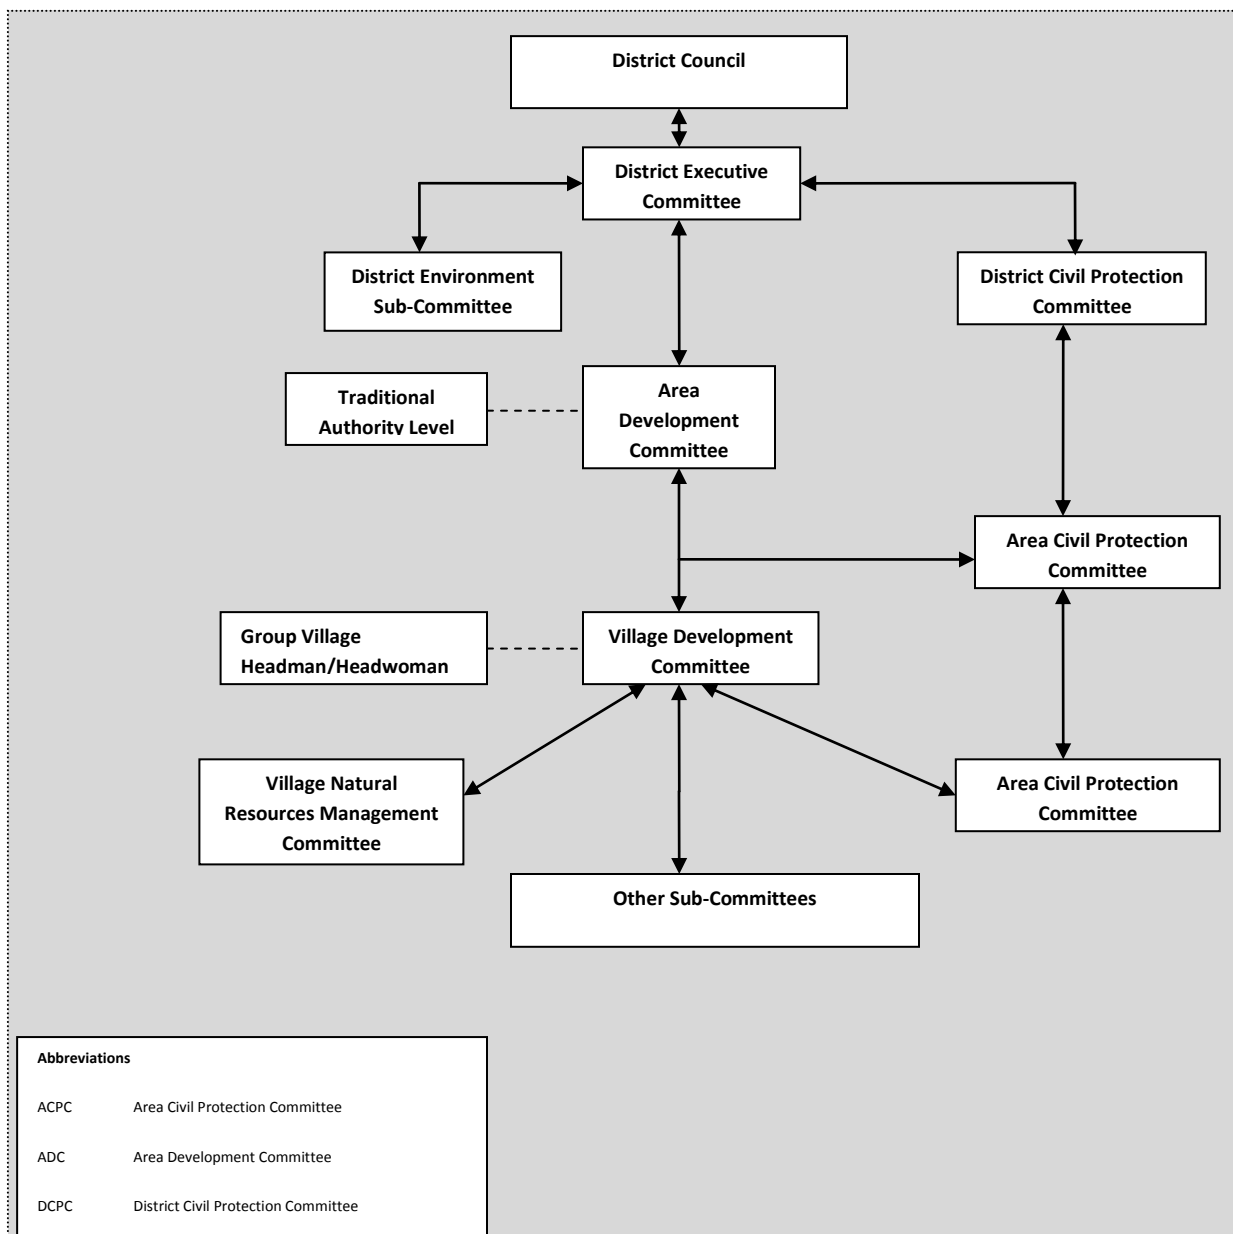 District Council
District Executive
Committee
District Environment
Sub-Committee
District Civil Protection
Committee
Traditional
Authority Level
Area
Development
Committee
Area Civil Protection
Committee
Group Village
Headman/Headwoman
Village Development
Committee
Village Natural
Resources Management
Committee
Area Civil Protection
Committee
Other Sub-Committees
Abbreviations
ACPC Area Civil Protection Committee
ADC Area Development Committee
DCPC District Civil Protection Committee